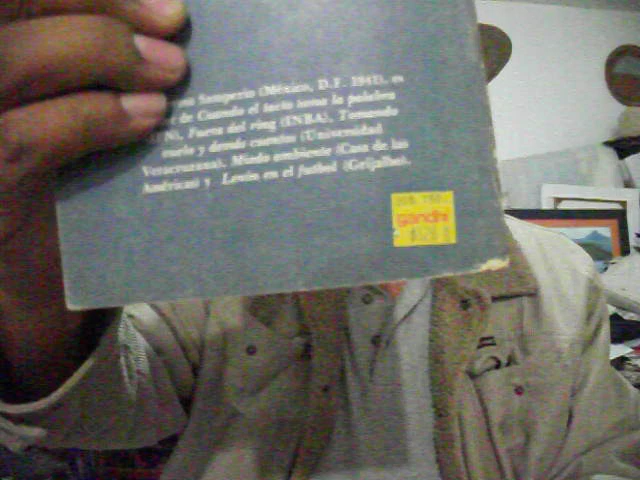 Samperio (México, D.F. 1941), es
de Cuando el tacto toma la palabra
Fuera del ring (INBA), Tomando
vuelo y demás cuentos (Universidad
Veracruzana), Miedo ambiente (Casa de las
Américas) y Lenin en el futbol (Grijalbo).
gandhi